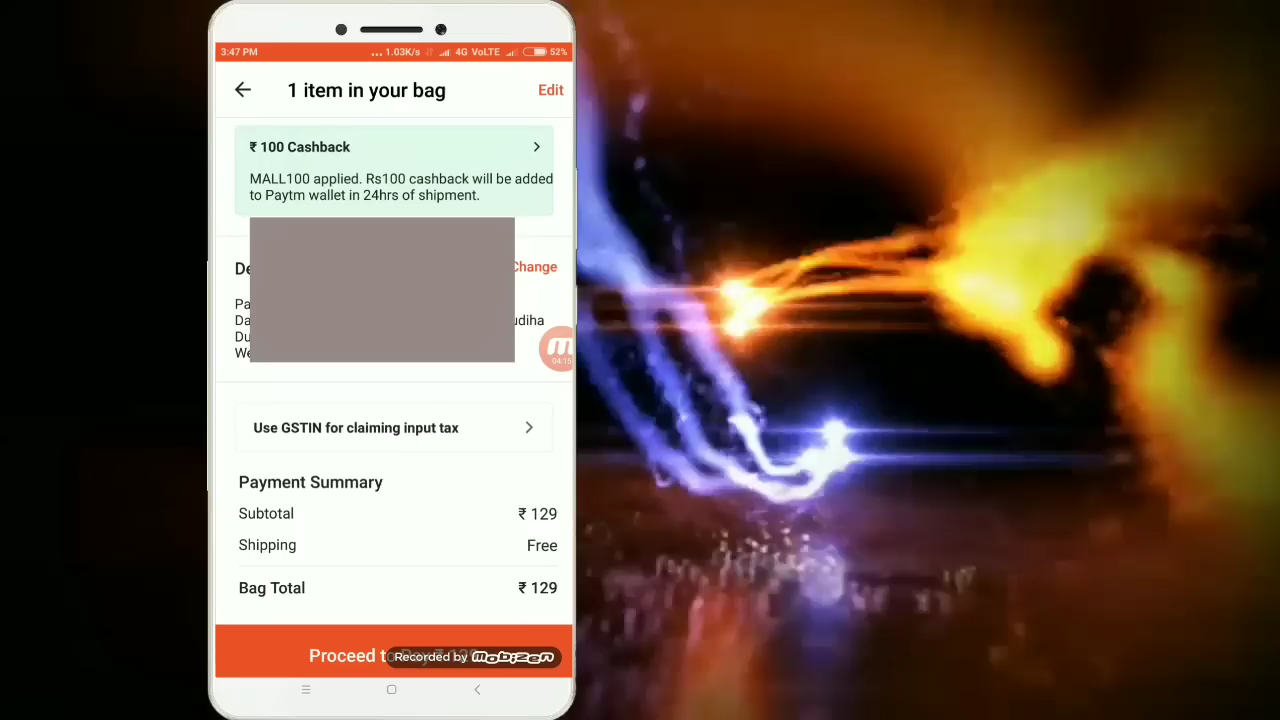 3:47 PM
... 1.03K/s 4G VoLTE 52%
1 item in your bag
Edit
₹ 100 Cashback
MALL100 applied. Rs100 cashback will be added
to Paytm wallet in 24hrs of shipment.
Change
Use GSTIN for claiming input tax
Payment Summary
Subtotal ₹ 129
Shipping Free
Bag Total ₹ 129
Proceed
Recorded by mobizen
04:15